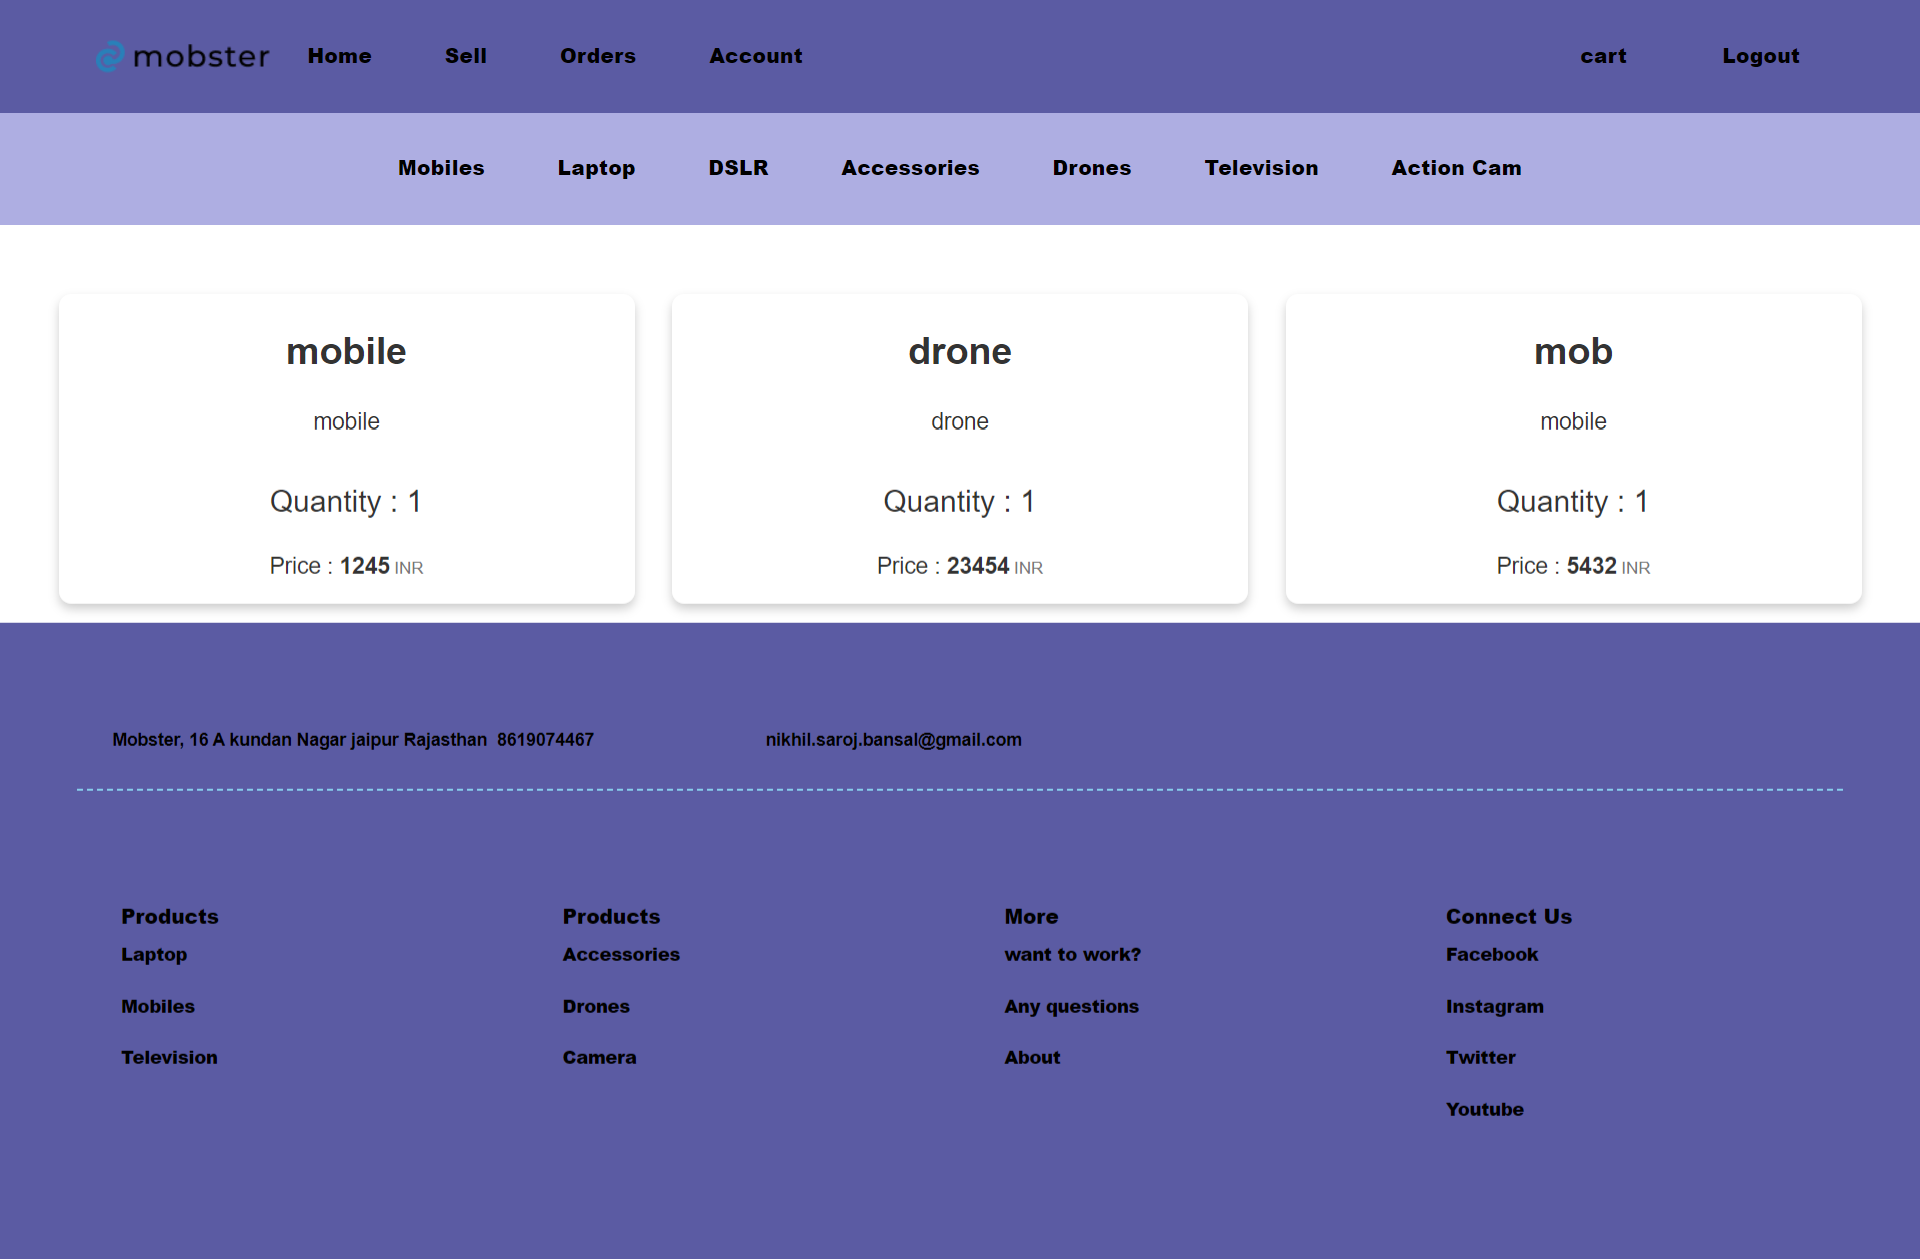 mobster Home Sell Orders Account cart Logout
Mobiles Laptop DSLR Accessories Drones Television Action Cam
mobile
mobile
Quantity : 1
Price : 1245 INR
drone
drone
Quantity : 1
Price : 23454 INR
mob
mobile
Quantity : 1
Price : 5432 INR
Mobster, 16 A kundan Nagar jaipur Rajasthan 8619074467 nikhil.saroj.bansal@gmail.com
Products
Laptop
Mobiles
Television
Products
Accessories
Drones
Camera
More
want to work?
Any questions
About
Connect Us
Facebook
Instagram
Twitter
Youtube